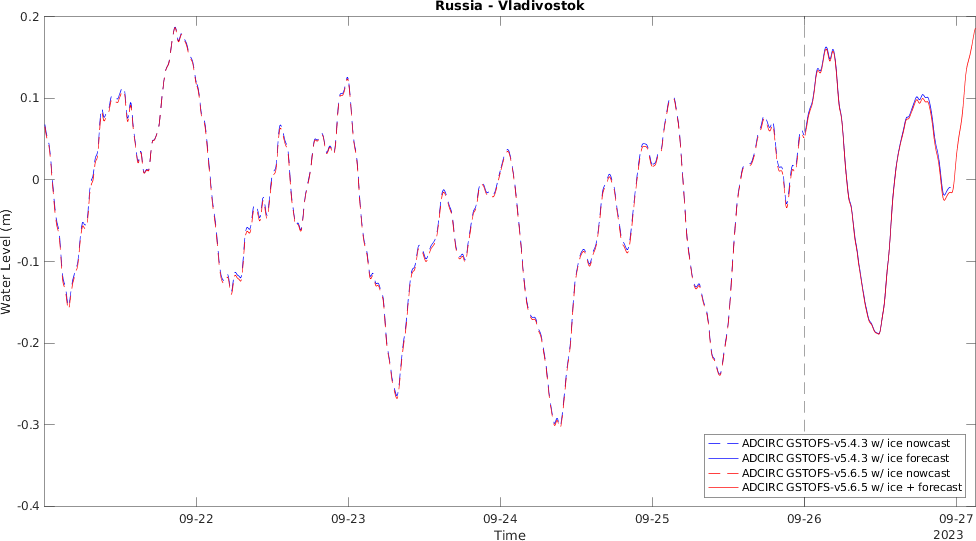 Russia - Vladivostok
0.2
0.1
0
-0.1
-0.2
-0.3
-0.4
Water Level (m)
ADCIRC GSTOFS-v5.4.3 w/ ice nowcast
ADCIRC GSTOFS-v5.4.3 w/ ice forecast
ADCIRC GSTOFS-v5.6.5 w/ ice nowcast
ADCIRC GSTOFS-v5.6.5 w/ ice + forecast
09-22
09-23
09-24
09-25
09-26
09-27
Time
2023